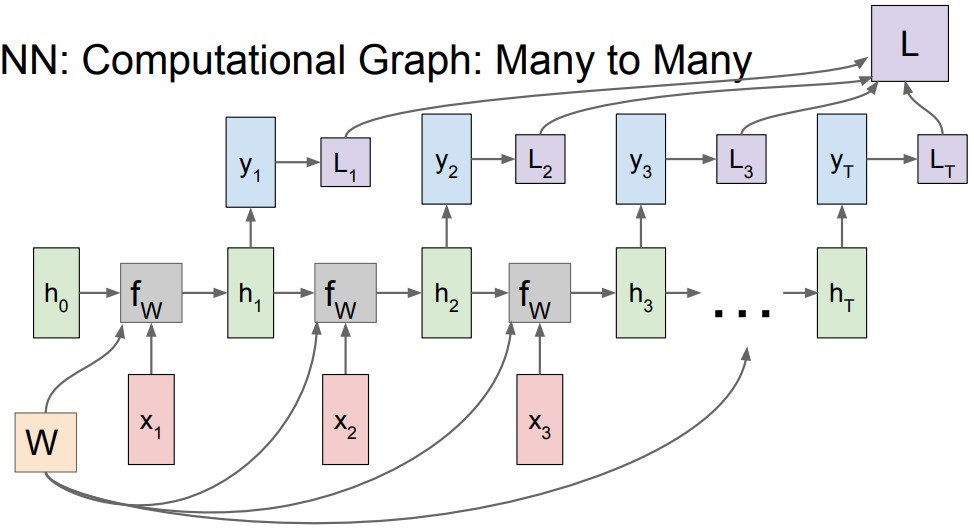 L
NN: Computational Graph: Many to Many
y1 L1 y2 L2 y3 L3 yT LT
h0 fW h1 fW h2 fW h3 ... hT
x1 x2 x3
W